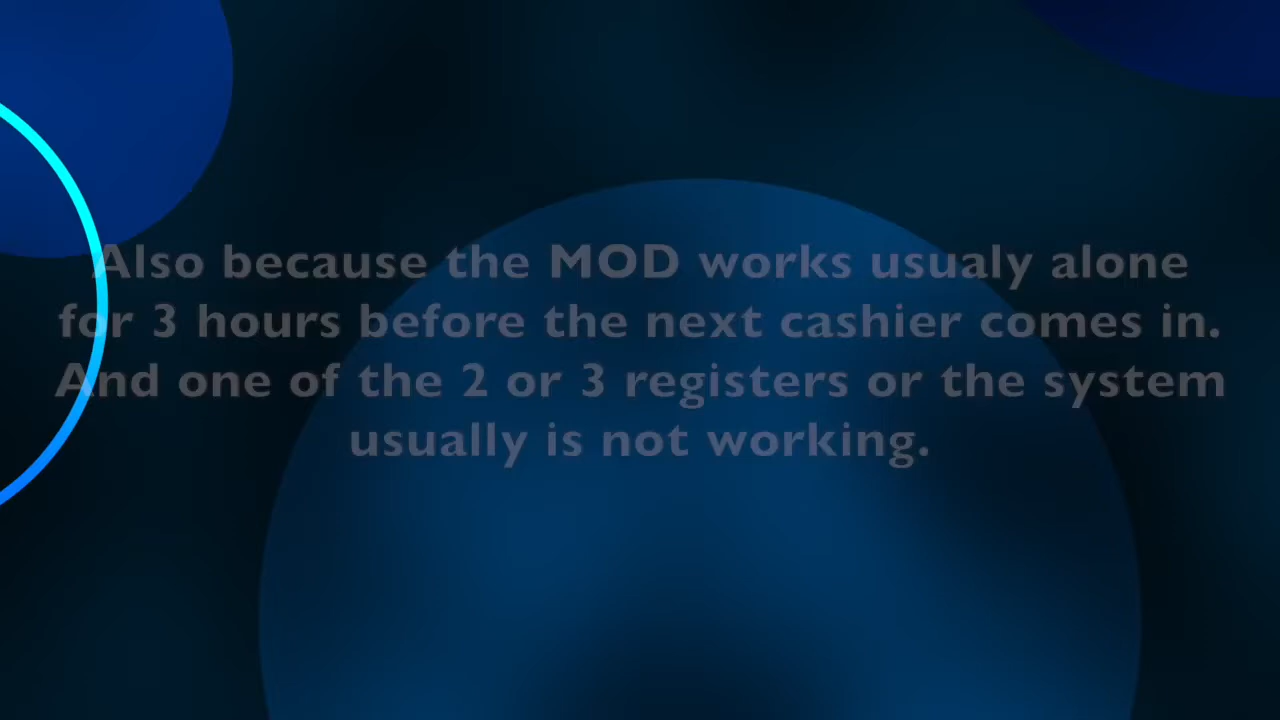 Also because the MOD works usualy alone
for 3 hours before the next cashier comes in.
And one of the 2 or 3 registers or the system
usually is not working.